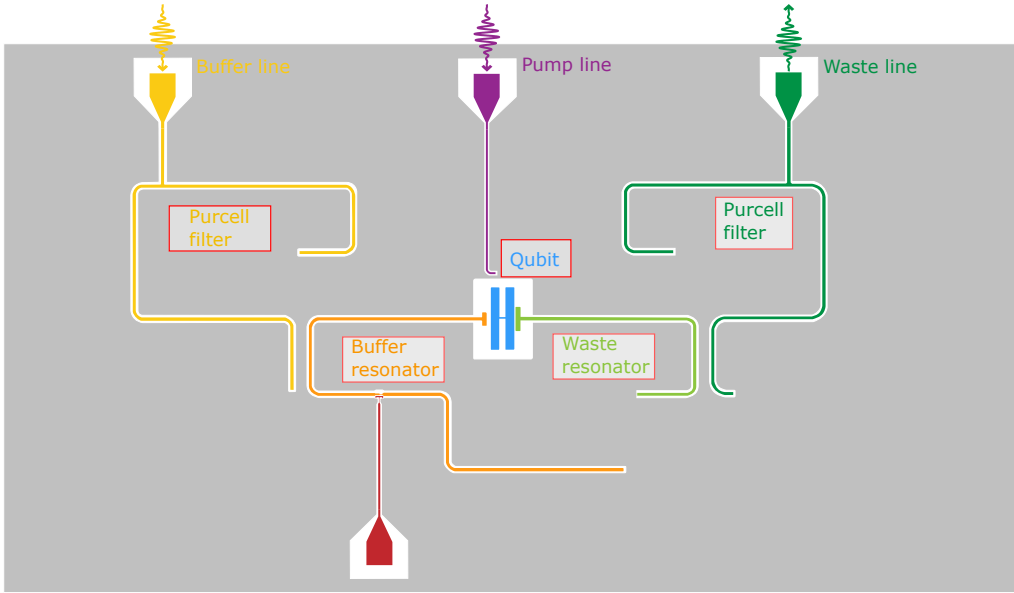 Buffer line
Pump line
Waste line
Purcell
filter
Purcell
filter
Qubit
Buffer
resonator
Waste
resonator